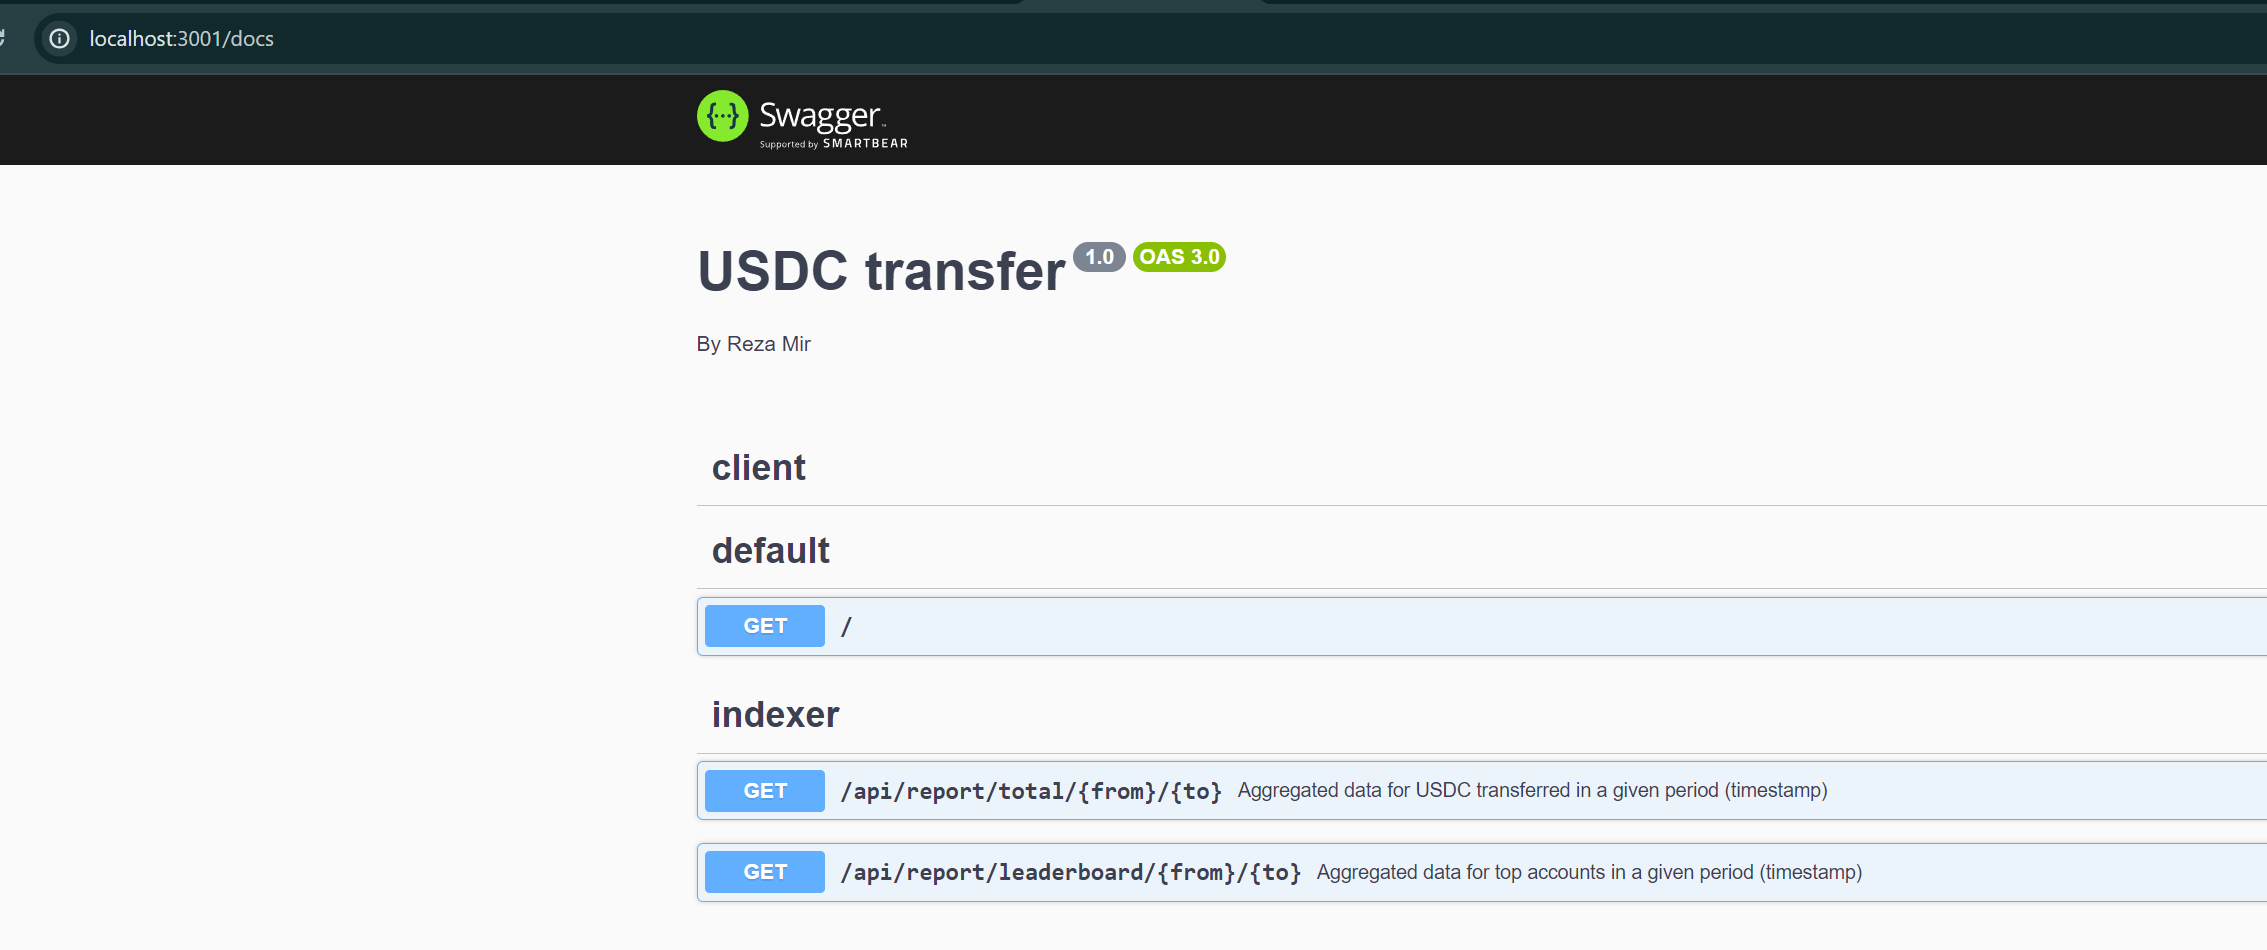 localhost:3001/docs
{···} Swagger™
Supported by SMARTBEAR
USDC transfer 1.0 OAS 3.0
By Reza Mir
client
default
GET /
indexer
GET /api/report/total/{from}/{to} Aggregated data for USDC transferred in a given period (timestamp)
GET /api/report/leaderboard/{from}/{to} Aggregated data for top accounts in a given period (timestamp)